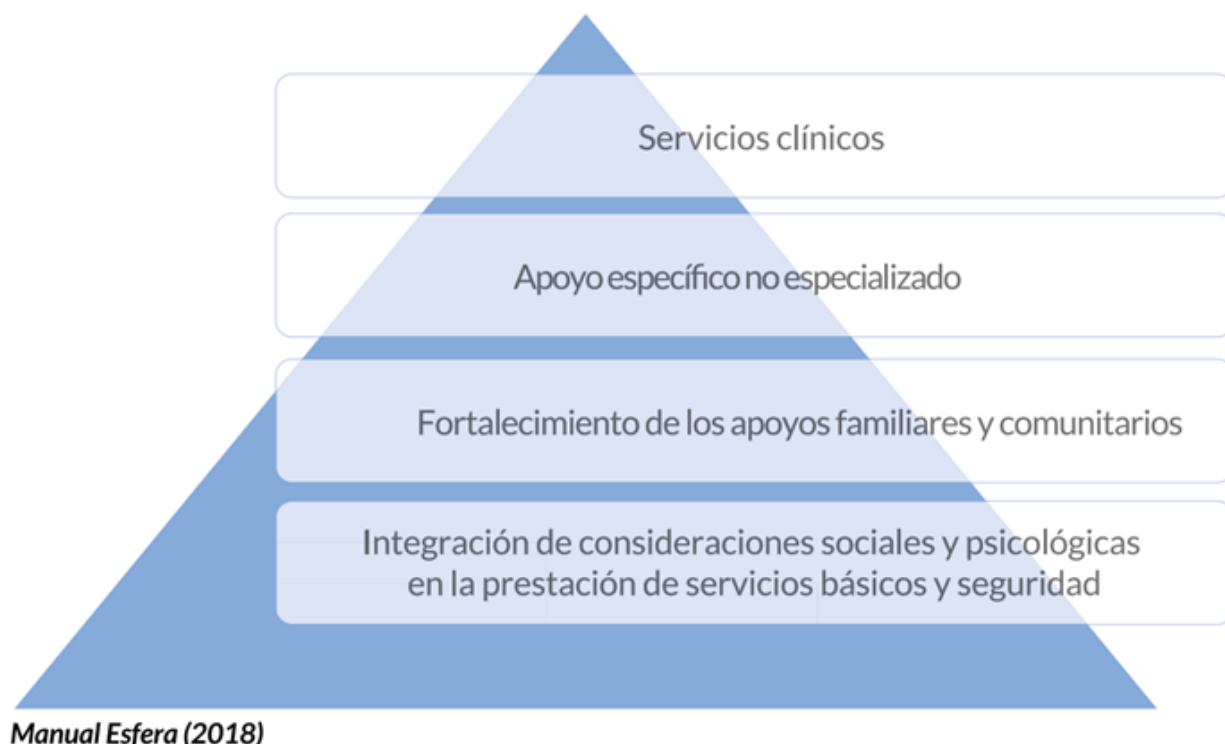 Servicios clínicos
Apoyo específico no especializado
Fortalecimiento de los apoyos familiares y comunitarios
Integración de consideraciones sociales y psicológicas
en la prestación de servicios básicos y seguridad
Manual Esfera (2018)